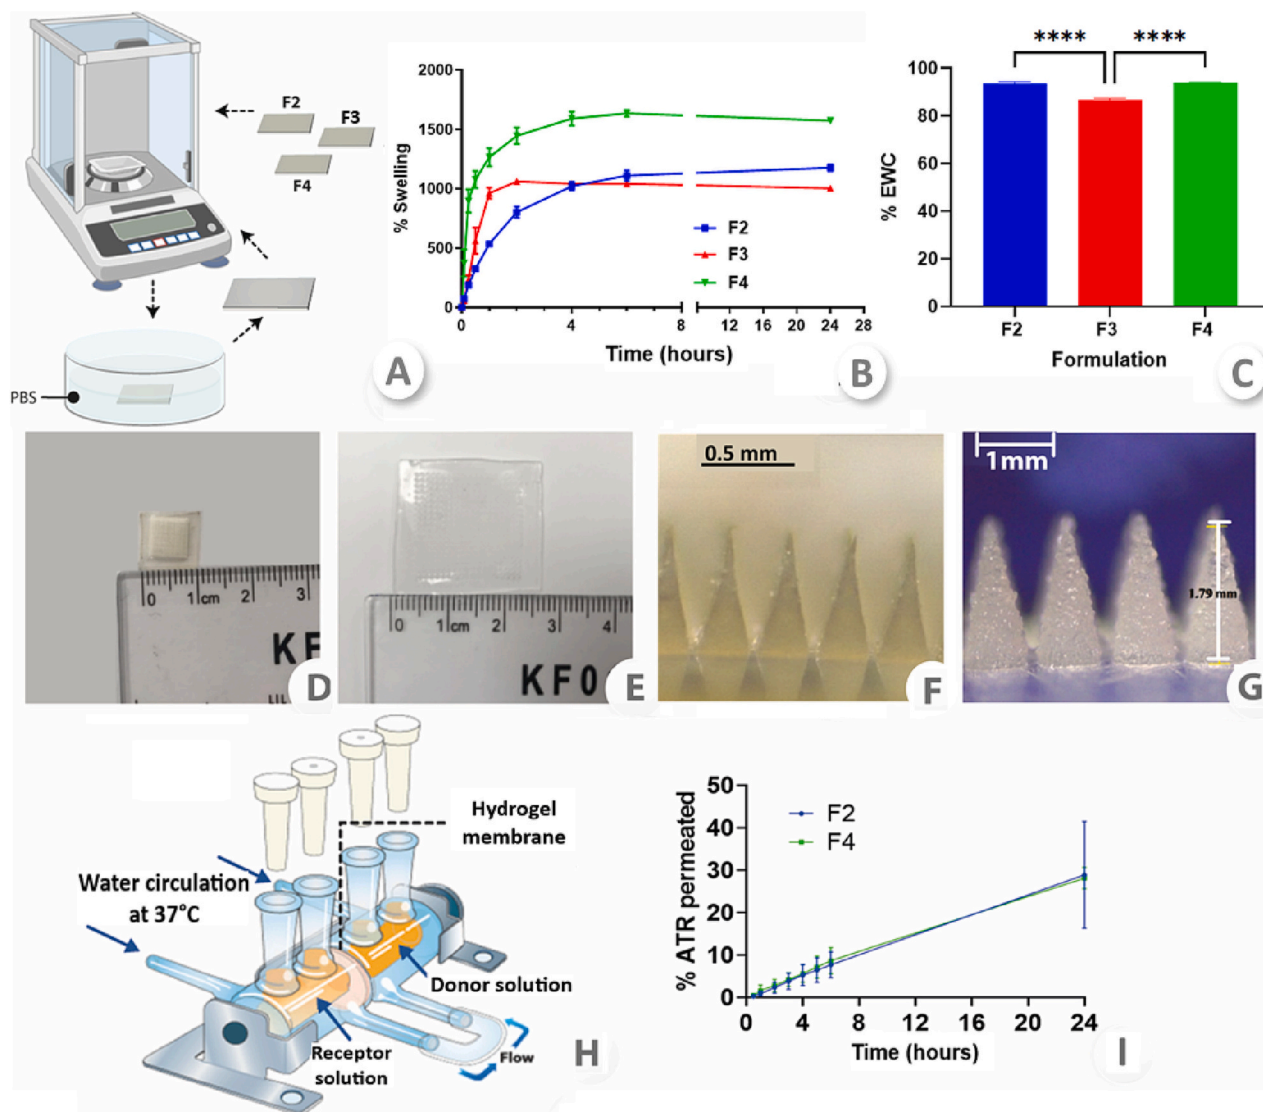 F2
F3
F4
PBS
A
2000
1500
1000
500
0
% Swelling
F2
F3
F4
0 4 8 12 16 20 24 28
Time (hours)
B
**** ****
100
80
60
40
20
0
% EWC
F2 F3 F4
Formulation
C
0 1cm 2 3
KF
D
0 1cm 2 3 4
KF0
E
0.5 mm
F
1mm
1.79 mm
G
Hydrogel
membrane
Water circulation
at 37°C
Donor solution
Receptor
solution
Flow
H
50
40
30
20
10
0
% ATR permeated
F2
F4
0 4 8 12 16 20 24
Time (hours)
I